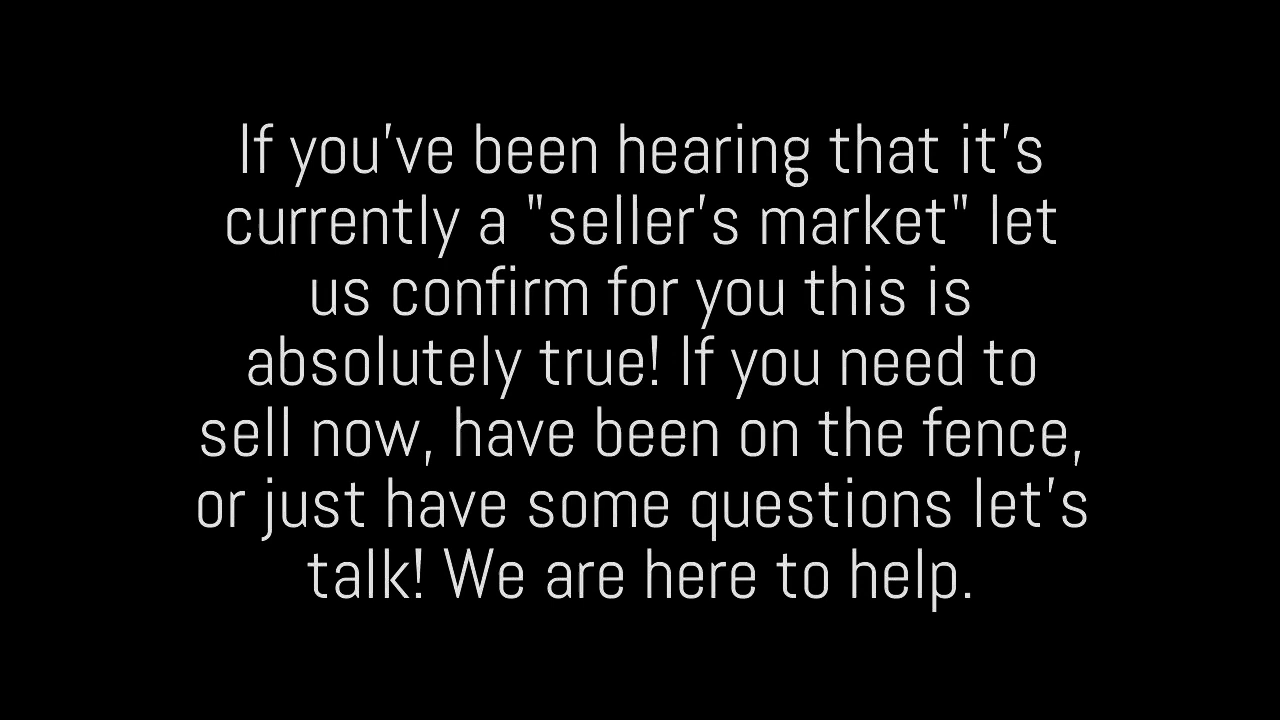 If you've been hearing that it's
currently a "seller's market" let
us confirm for you this is
absolutely true! If you need to
sell now, have been on the fence,
or just have some questions let's
talk! We are here to help.